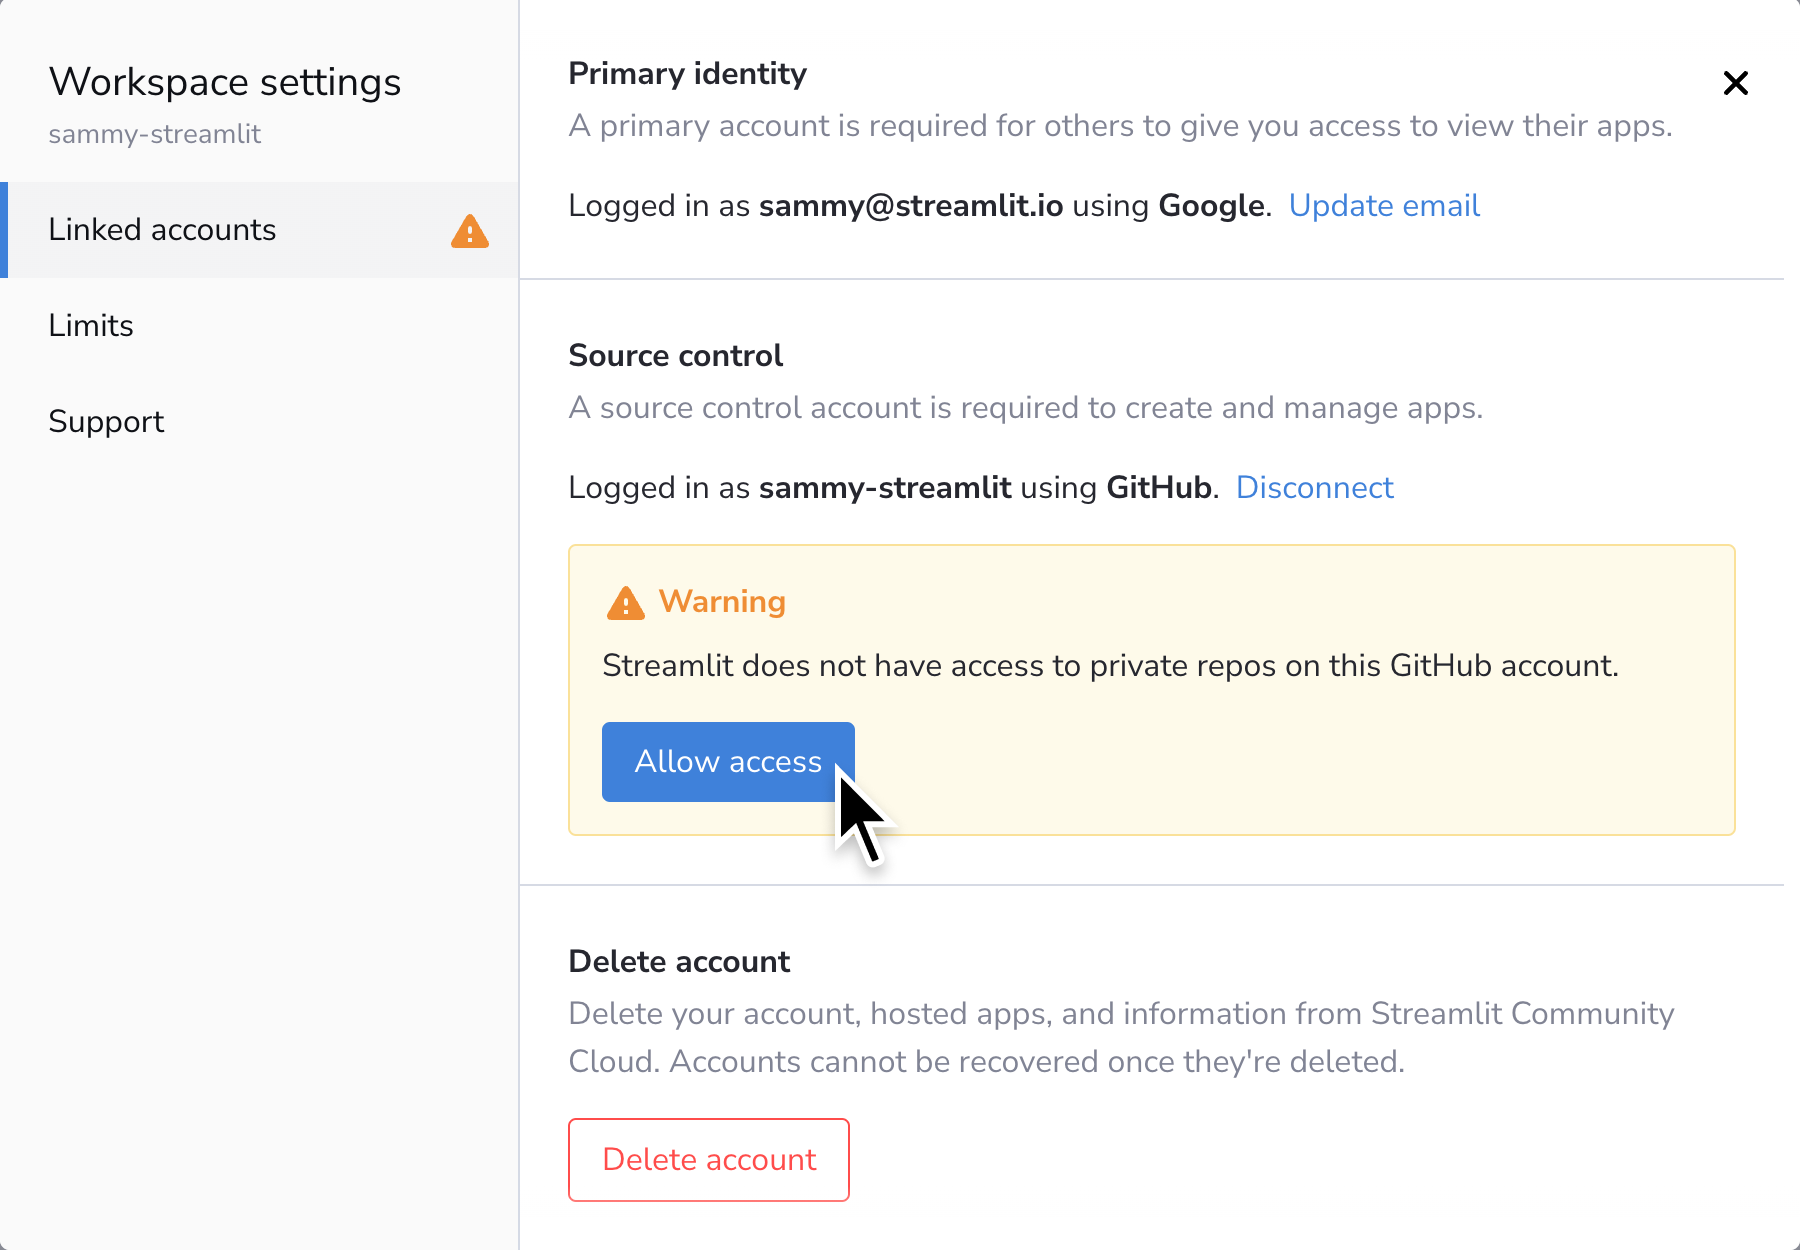 Workspace settings
sammy-streamlit
Linked accounts
Limits
Support
Primary identity
A primary account is required for others to give you access to view their apps.
Logged in as sammy@streamlit.io using Google. Update email
Source control
A source control account is required to create and manage apps.
Logged in as sammy-streamlit using GitHub. Disconnect
Warning
Streamlit does not have access to private repos on this GitHub account.
Allow access
Delete account
Delete your account, hosted apps, and information from Streamlit Community
Cloud. Accounts cannot be recovered once they're deleted.
Delete account